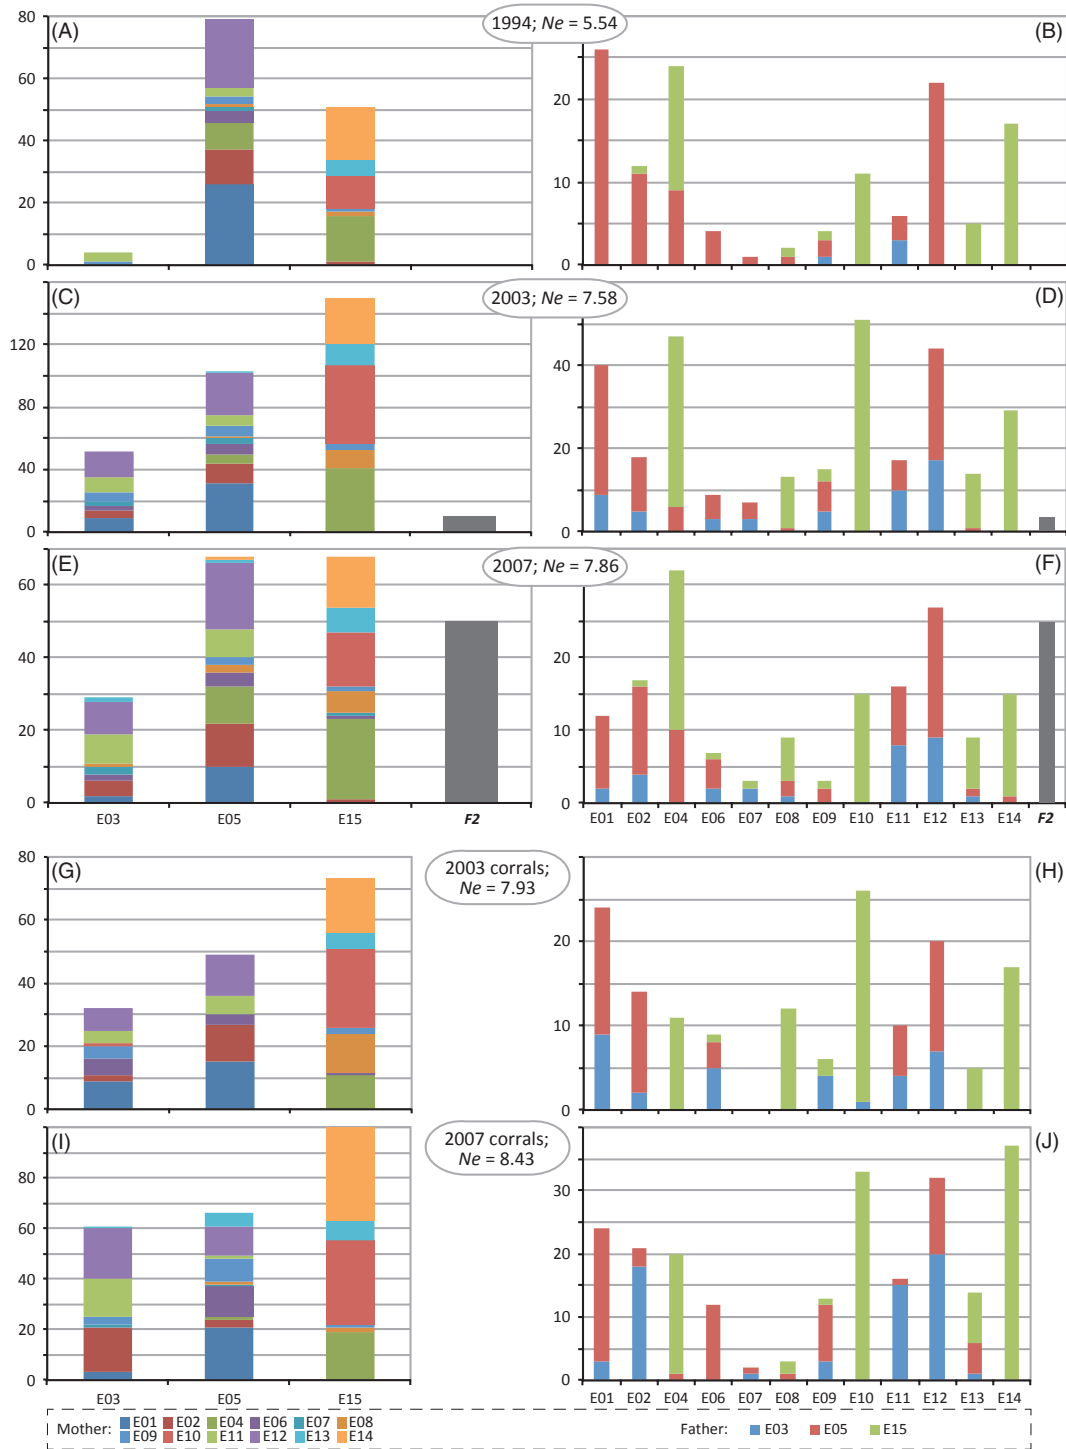 (A)
1994; Ne = 5.54
(B)
80
60
40
20
0
20
10
0
(C)
2003; Ne = 7.58
(D)
120
80
40
0
40
20
0
(E)
2007; Ne = 7.86
(F)
60
40
20
0
20
10
0
E03 E05 E15 F2
E01 E02 E04 E06 E07 E08 E09 E10 E11 E12 E13 E14 F2
(G)
2003 corrals;
Ne = 7.93
(H)
80
60
40
20
0
20
10
0
(I)
2007 corrals;
Ne = 8.43
(J)
80
60
40
20
0
30
20
10
0
E03 E05 E15
E01 E02 E04 E06 E07 E08 E09 E10 E11 E12 E13 E14
Mother: E01 E02 E04 E06 E07 E08
E09 E10 E11 E12 E13 E14
Father: E03 E05 E15